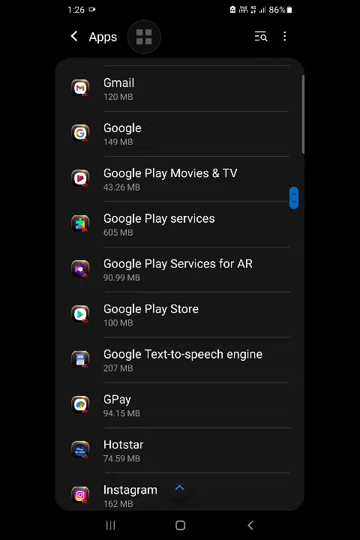 1:26
86%
Apps
Gmail
120 MB
Google
149 MB
Google Play Movies & TV
43.26 MB
Google Play services
605 MB
Google Play Services for AR
90.99 MB
Google Play Store
100 MB
Google Text-to-speech engine
207 MB
GPay
94.15 MB
Hotstar
74.59 MB
Instagram
162 MB